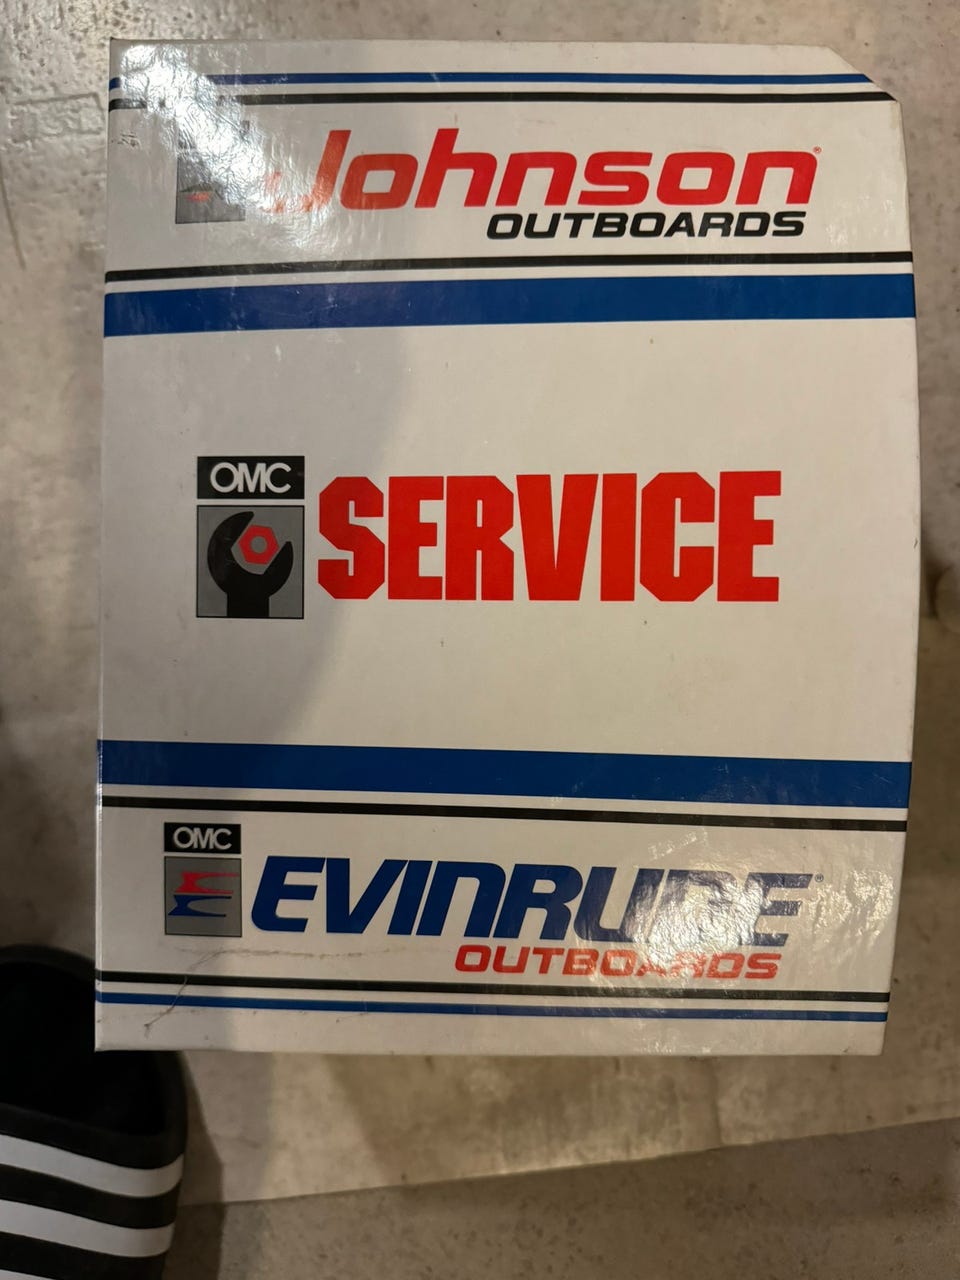 Johnson®
OUTBOARDS
OMC
SERVICE
OMC
EVINRUDE®
OUTBOARDS